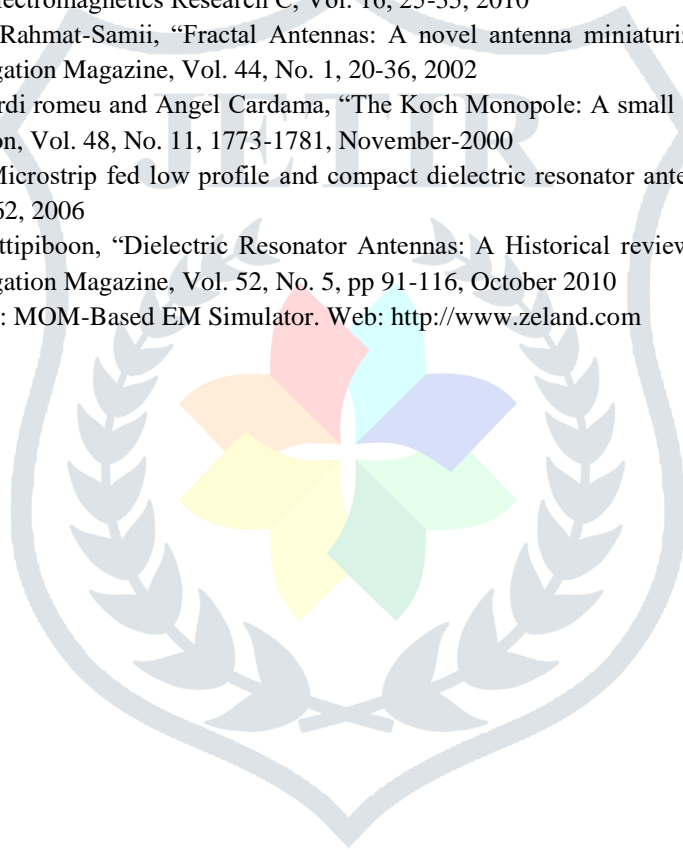 Electromagnetics Research C, Vol. 16, 25-35, 2010
Rahmat-Samii, “Fractal Antennas: A novel antenna miniaturiz
gation Magazine, Vol. 44, No. 1, 20-36, 2002
rdi romeu and Angel Cardama, “The Koch Monopole: A small
on, Vol. 48, No. 11, 1773-1781, November-2000
Microstrip fed low profile and compact dielectric resonator ante
62, 2006
ttipiboon, “Dielectric Resonator Antennas: A Historical review
gation Magazine, Vol. 52, No. 5, pp 91-116, October 2010
: MOM-Based EM Simulator. Web: http://www.zeland.com
JETIR